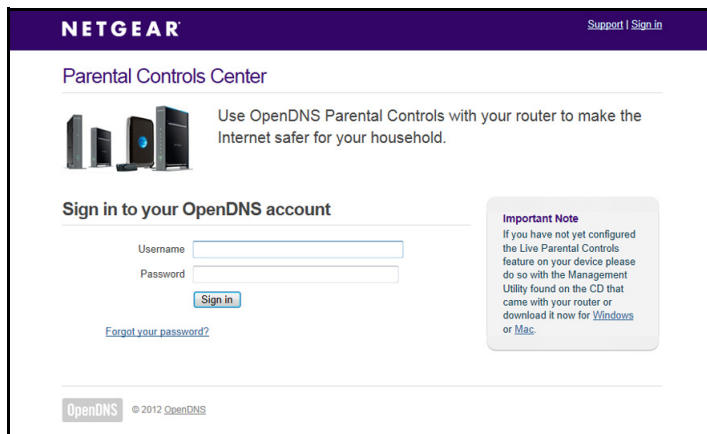 NETGEAR
Support | Sign in
Parental Controls Center
Use OpenDNS Parental Controls with your router to make the
Internet safer for your household.
Sign in to your OpenDNS account
Username
Password
Sign in
Forgot your password?
Important Note
If you have not yet configured
the Live Parental Controls
feature on your device please
do so with the Management
Utility found on the CD that
came with your router or
download it now for Windows
or Mac.
OpenDNS © 2012 OpenDNS